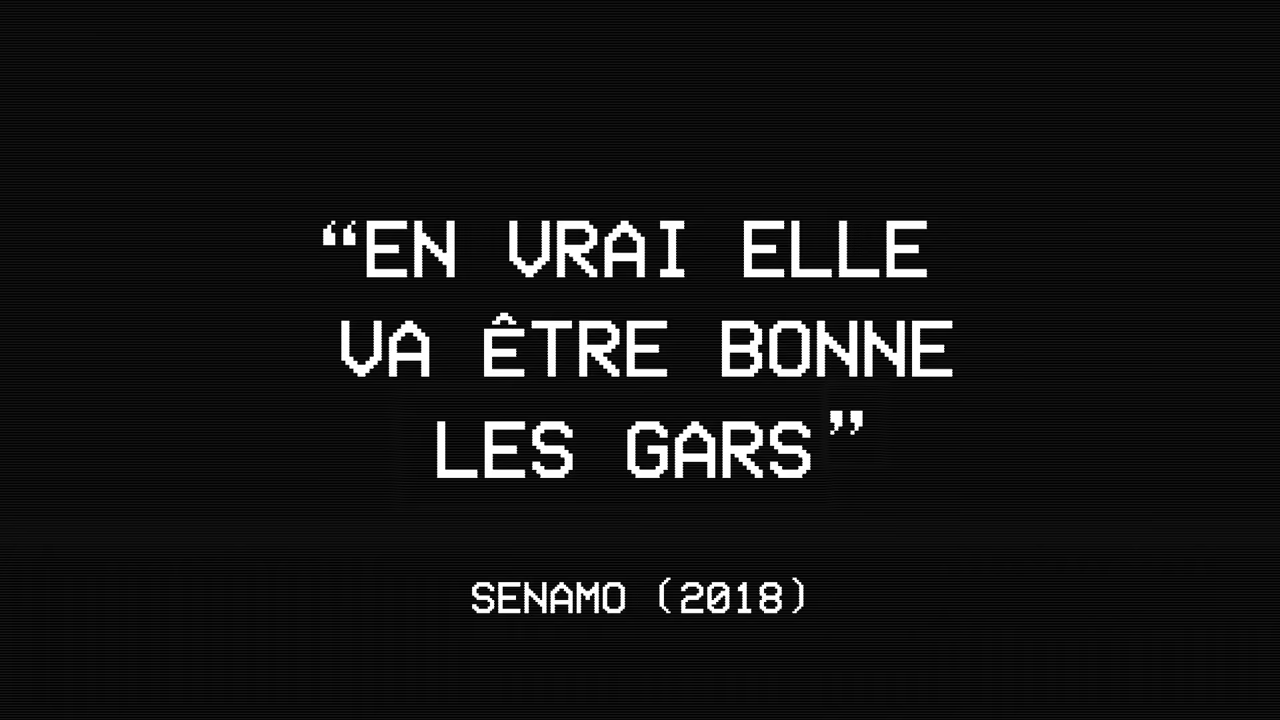 “EN VRAI ELLE
VA ÊTRE BONNE
LES GARS”
SENAMO (2018)